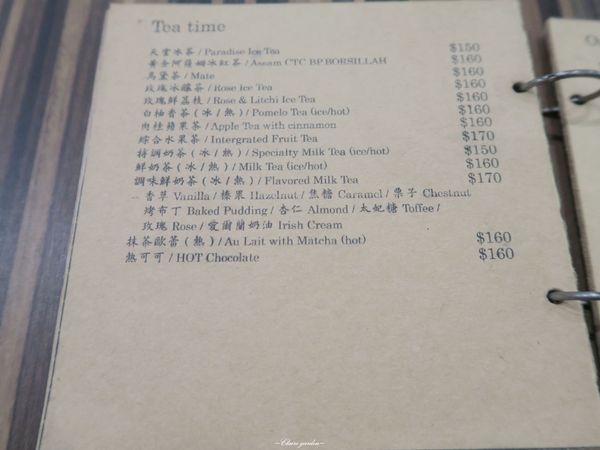 Tea time
天堂冰茶 / Paradise Ice Tea $150
黃金阿薩姆冰紅茶 / Assam CTC BP BORSILLAH $160
馬黛茶 / Mate $160
玫瑰冰釀茶 / Rose Ice Tea $160
玫瑰鮮荔枝 / Rose & Litchi Ice Tea $160
白柚香茶 ( 冰 / 熱 ) / Pomelo Tea (ice/hot) $160
肉桂蘋果茶 / Apple Tea with cinnamon $160
綜合水果茶 / Intergrated Fruit Tea $170
特調奶茶 ( 冰 / 熱 ) / Specialty Milk Tea (ice/hot) $150
鮮奶茶 ( 冰 / 熱 ) / Milk Tea (ice/hot) $160
調味鮮奶茶 ( 冰 / 熱 ) / Flavored Milk Tea $170
– 香草 Vanilla / 榛果 Hazelnut / 焦糖 Caramel / 栗子 Chestnut
烤布丁 Baked Pudding / 杏仁 Almond / 太妃糖 Toffee /
玫瑰 Rose / 愛爾蘭奶油 Irish Cream
抹茶歐蕾 ( 熱 ) / Au Lait with Matcha (hot) $160
熱可可 / HOT Chocolate $160
~Claire garden~